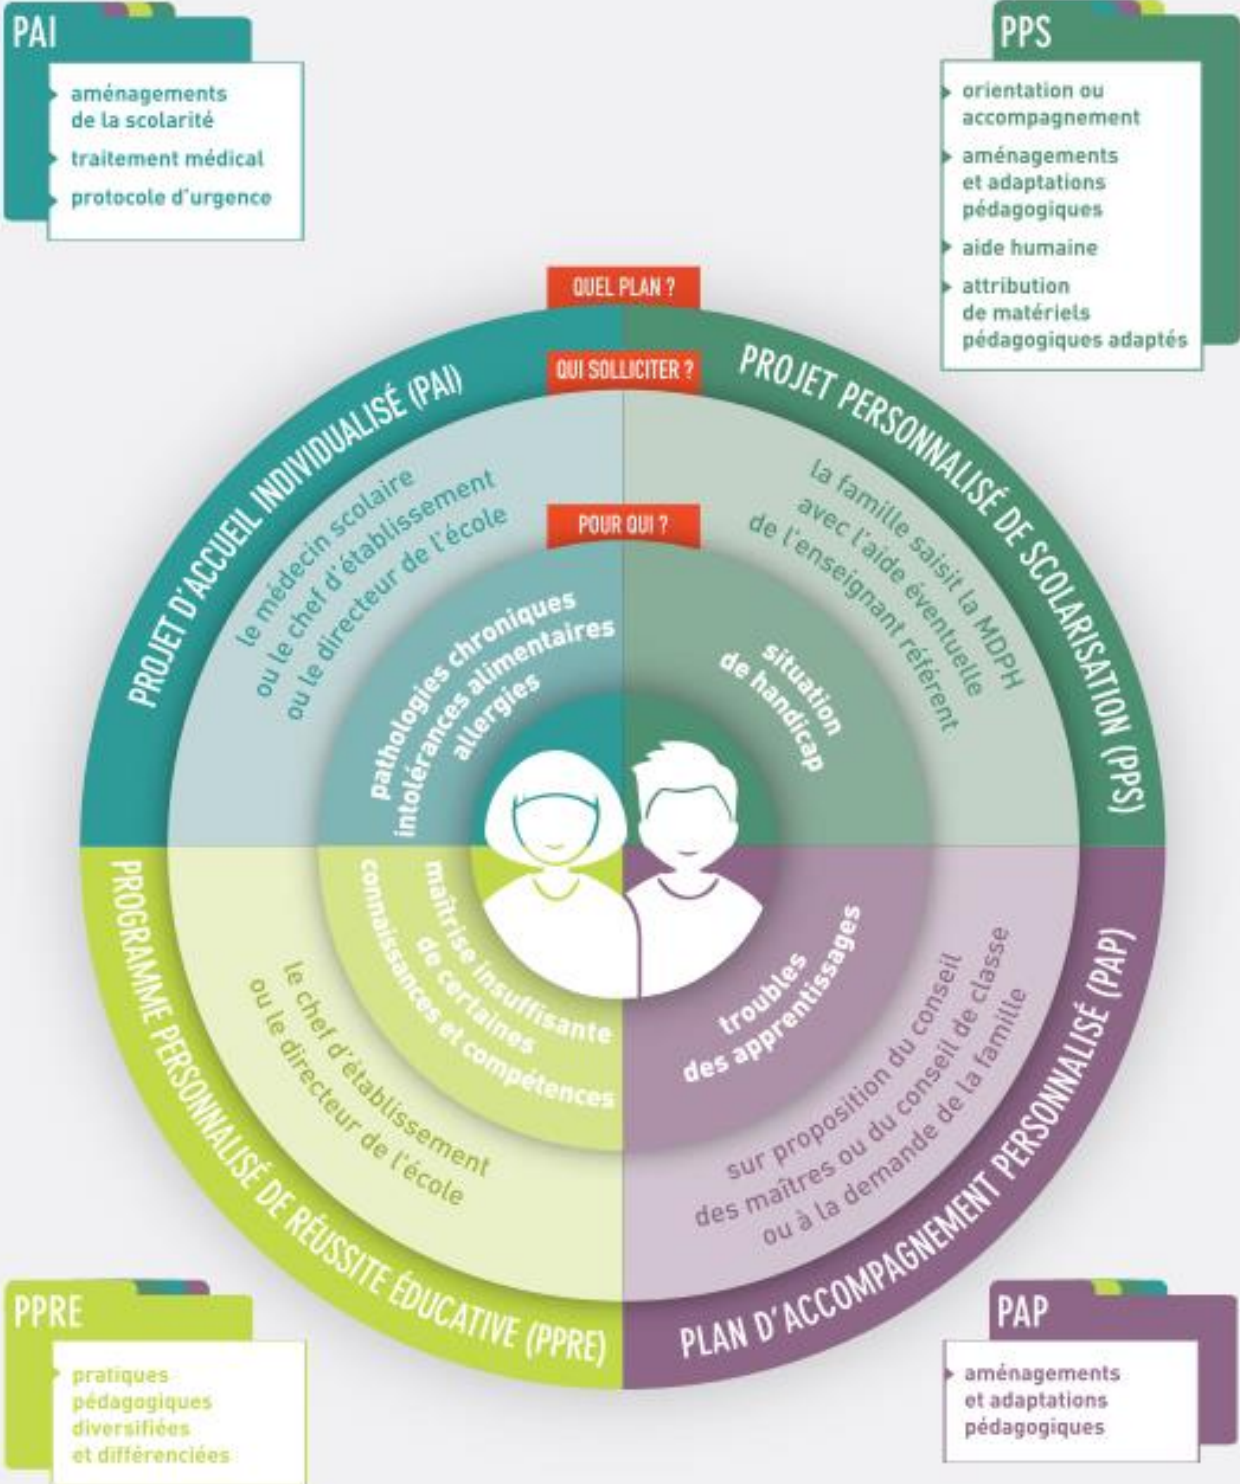 PAI
aménagements
de la scolarité
traitement médical
protocole d'urgence
PPS
orientation ou
accompagnement
aménagements
et adaptations
pédagogiques
aide humaine
attribution
de matériels
pédagogiques adaptés
QUEL PLAN ?
QUI SOLLICITER ?
POUR QUI ?
PROJET D'ACCUEIL INDIVIDUALISÉ (PAI)
le médecin scolaire
ou le chef d'établissement
ou le directeur de l'école
pathologies chroniques
intolérances alimentaires
allergies
PROJET PERSONNALISÉ DE SCOLARISATION (PPS)
la famille saisit la MDPH
avec l'aide éventuelle
de l'enseignant référent
situation
de handicap
PROGRAMME PERSONNALISÉ DE RÉUSSITE ÉDUCATIVE (PPRE)
le chef d'établissement
ou le directeur de l'école
maîtrise insuffisante
de certaines
connaissances et compétences
PLAN D'ACCOMPAGNEMENT PERSONNALISÉ (PAP)
sur proposition du conseil
des maîtres ou du conseil de classe
ou à la demande de la famille
troubles
des apprentissages
PPRE
pratiques
pédagogiques
diversifiées
et différenciées
PAP
aménagements
et adaptations
pédagogiques